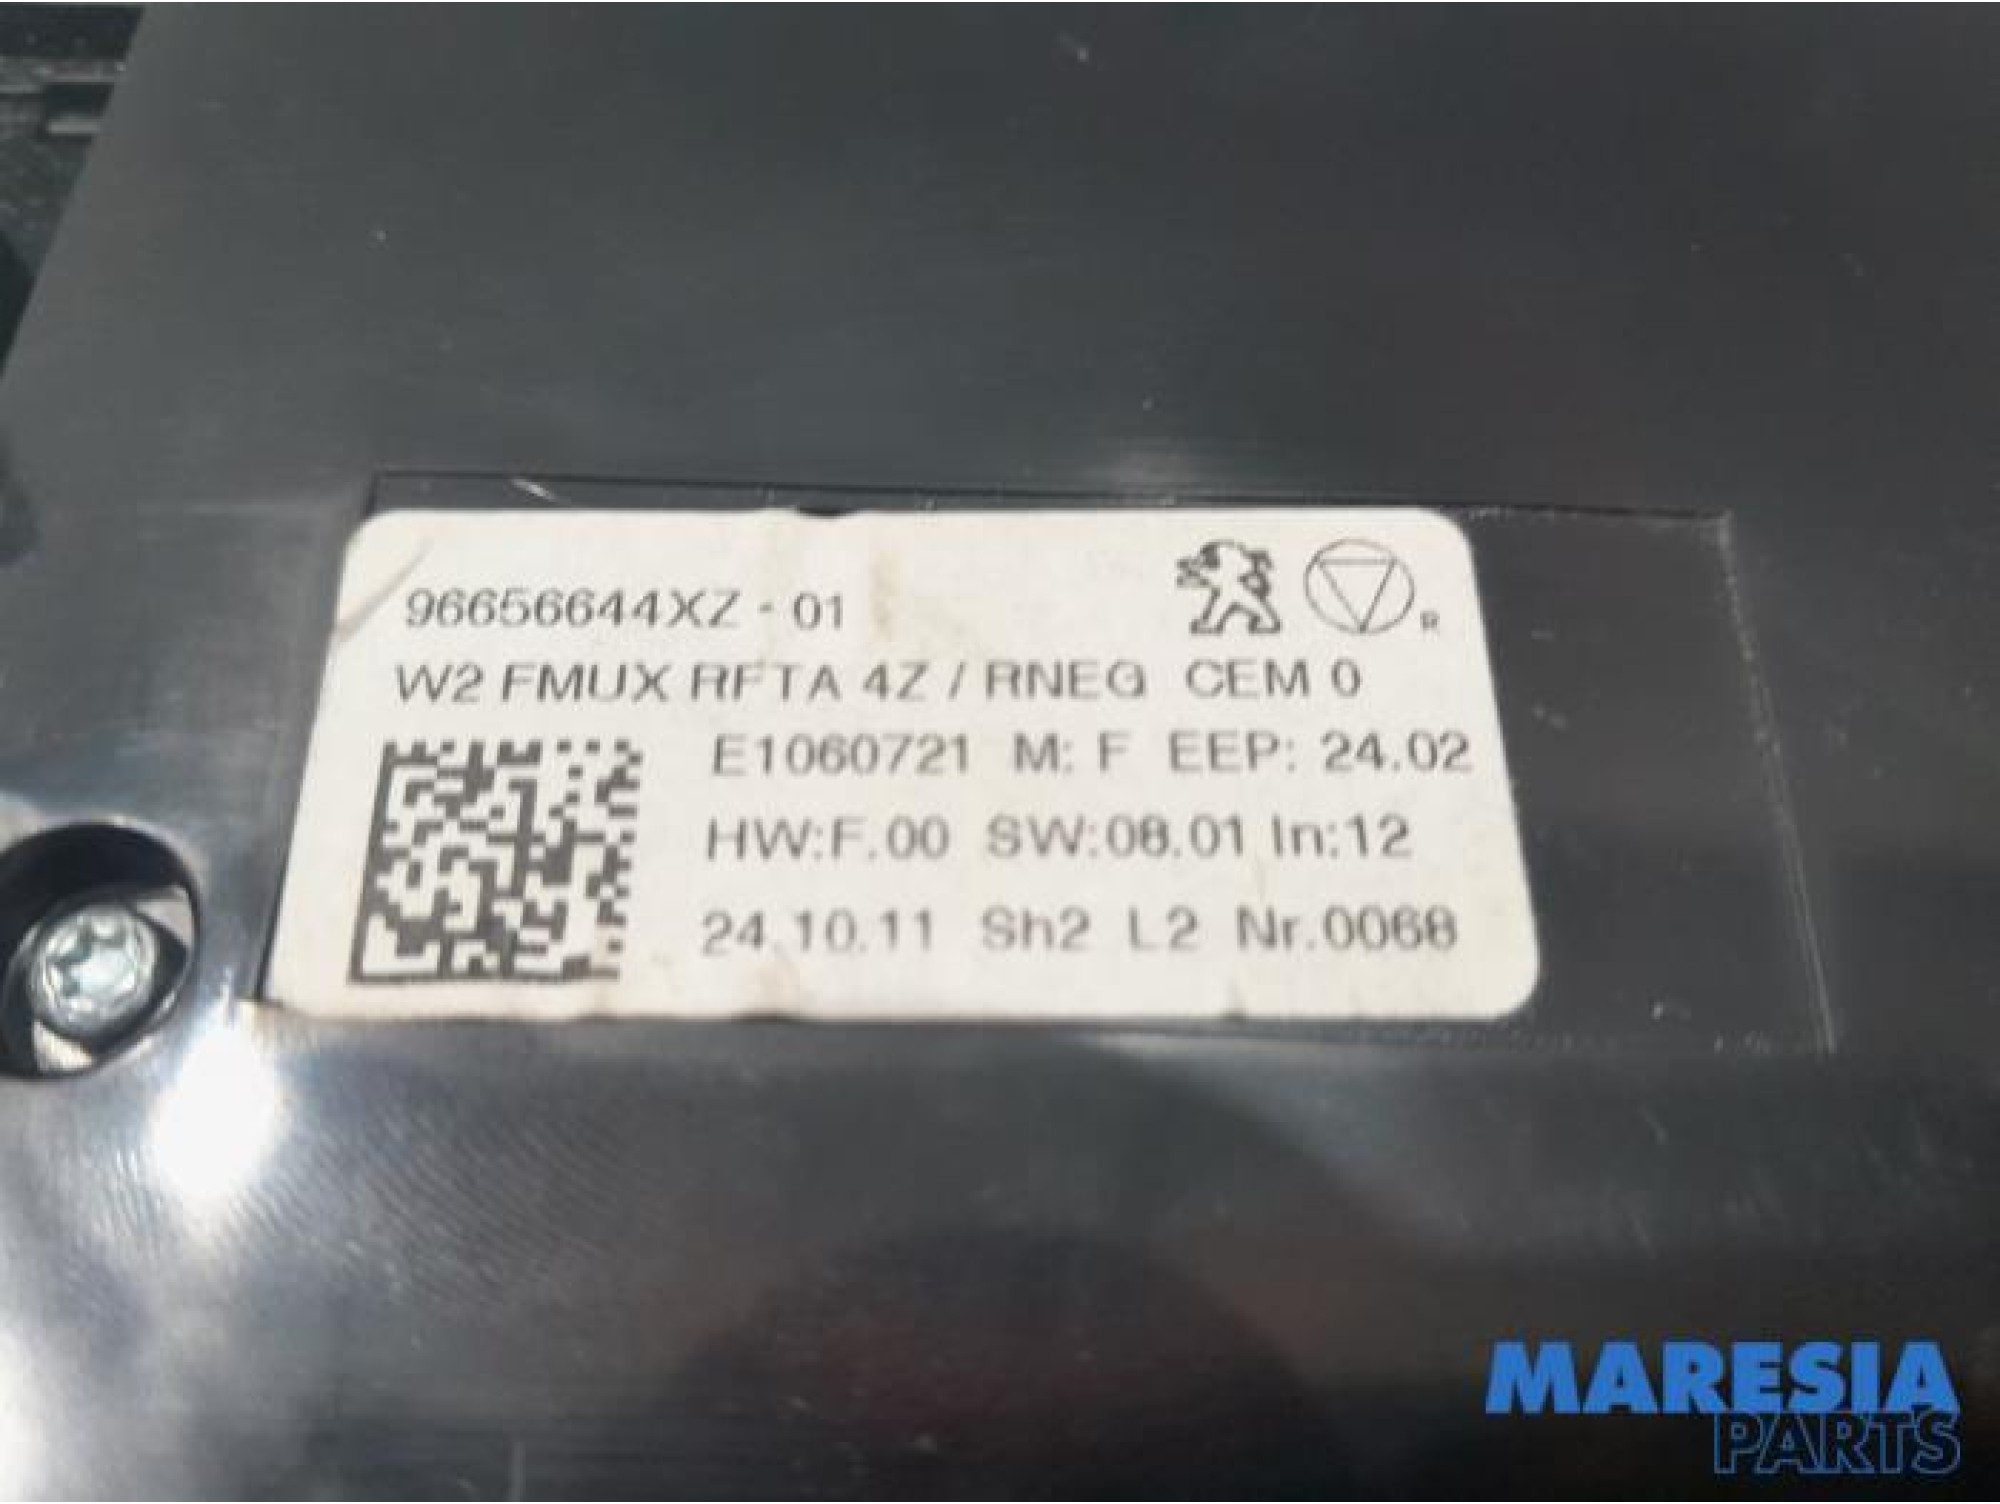 96656644XZ - 01
R
W2 FMUX RFTA 4Z / RNEG CEM 0
E1060721 M: F EEP: 24.02
HW:F.00 SW:08.01 In:12
24.10.11 Sh2 L2 Nr.0068
MARESIA
PARTS